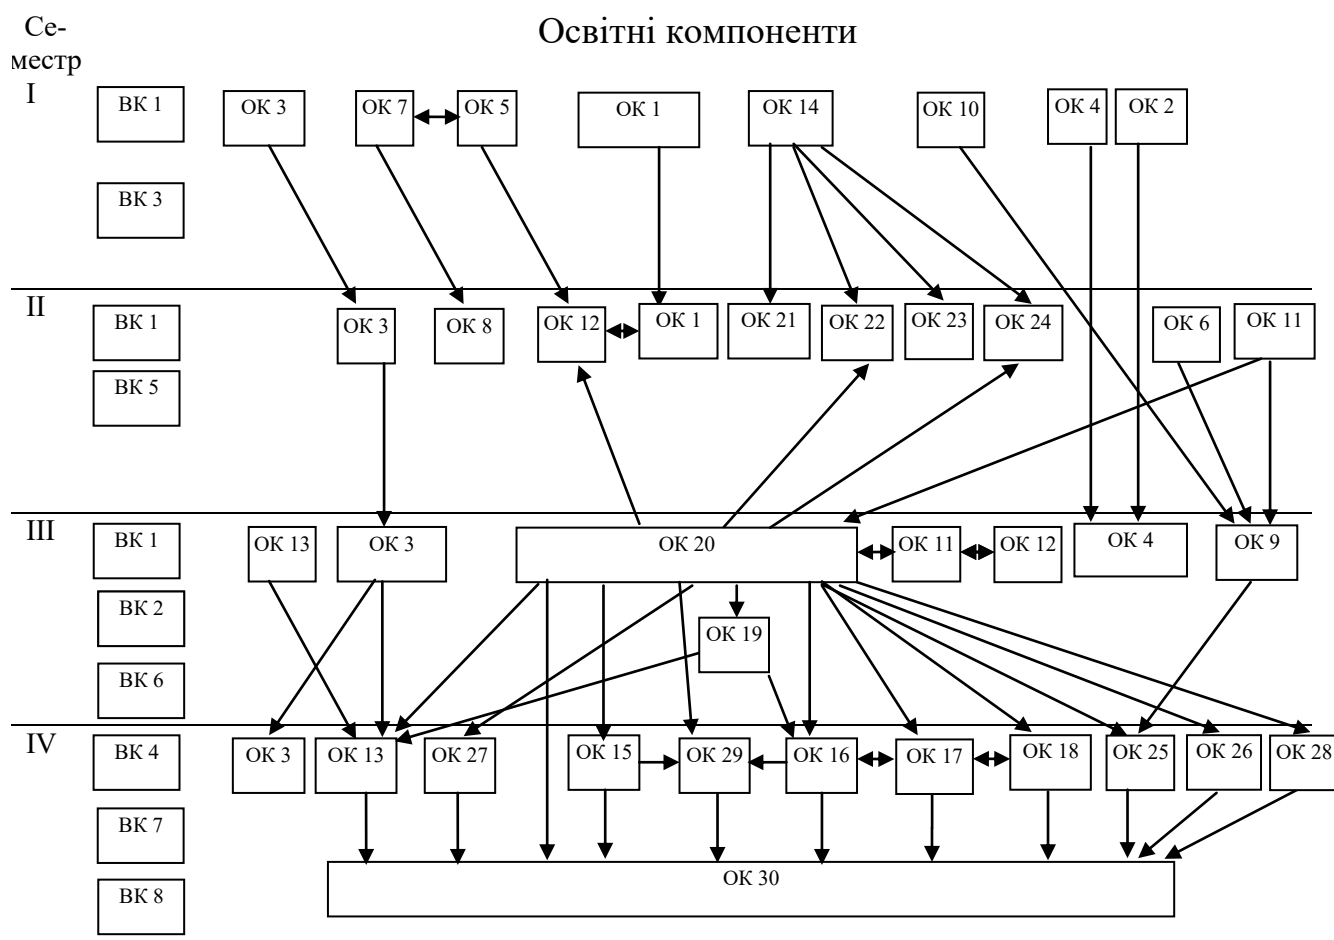 Се-
местр
Освітні компоненти
I
ВК 1
ОК 3
ОК 7
ОК 5
ОК 1
ОК 14
ОК 10
ОК 4
ОК 2
ВК 3
II
ВК 1
ОК 3
ОК 8
ОК 12
ОК 1
ОК 21
ОК 22
ОК 23
ОК 24
ОК 6
ОК 11
ВК 5
III
ВК 1
ОК 13
ОК 3
ОК 20
ОК 11
ОК 12
ОК 4
ОК 9
ВК 2
ОК 19
ВК 6
IV
ВК 4
ОК 3
ОК 13
ОК 27
ОК 15
ОК 29
ОК 16
ОК 17
ОК 18
ОК 25
ОК 26
ОК 28
ВК 7
ОК 30
ВК 8